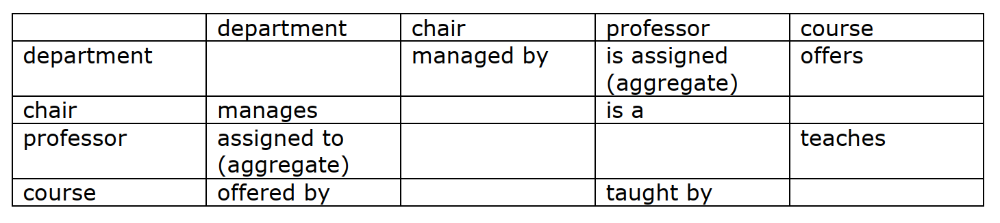 department chair professor course
department managed by is assigned offers
(aggregate)
chair manages is a
professor assigned to teaches
(aggregate)
course offered by taught by